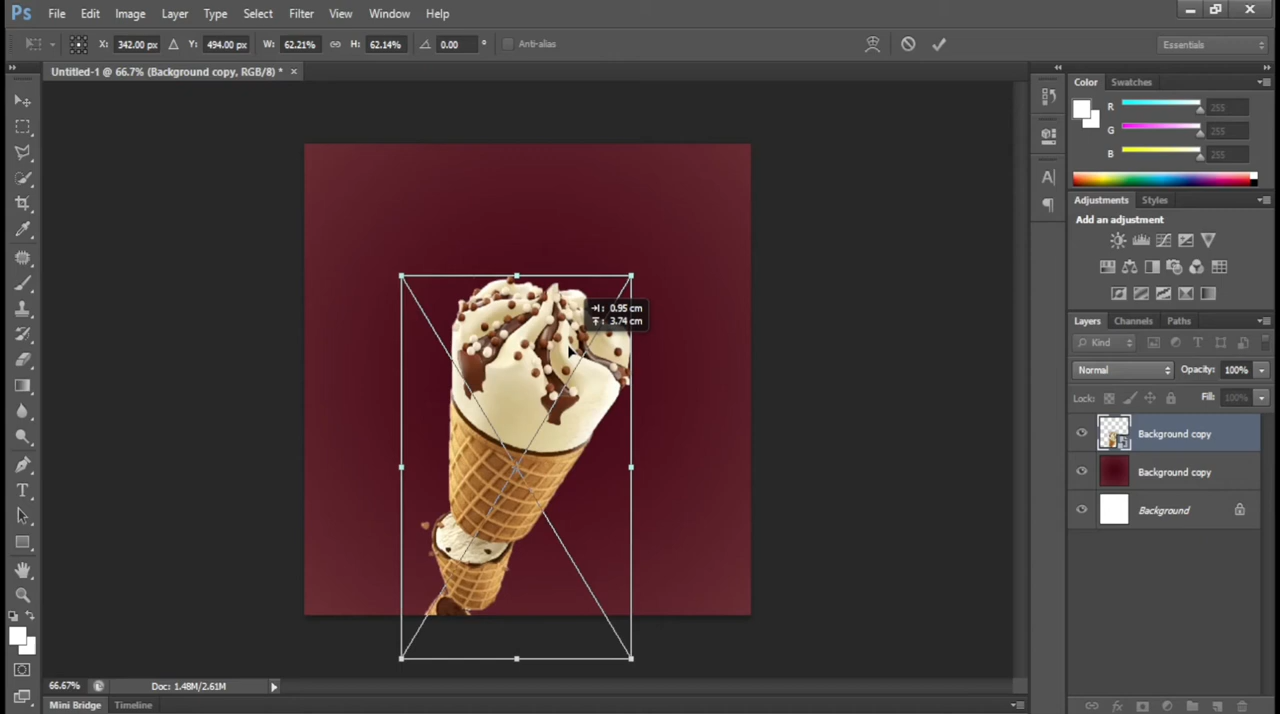 Ps File Edit Image Layer Type Select Filter View Window Help
X: 342.00 px Y: 494.00 px W: 62.21% H: 62.14% 0.00 ° Anti-alias Essentials
Untitled-1 @ 66.7% (Background copy, RGB/8) * ×
Color Swatches
R 255
G 255
B 255
Adjustments Styles
Add an adjustment
0.95 cm
3.74 cm
Layers Channels Paths
Kind
Normal Opacity: 100%
Lock: Fill: 100%
Background copy
Background copy
Background
66.67% Doc: 1.48M/2.61M
Mini Bridge Timeline